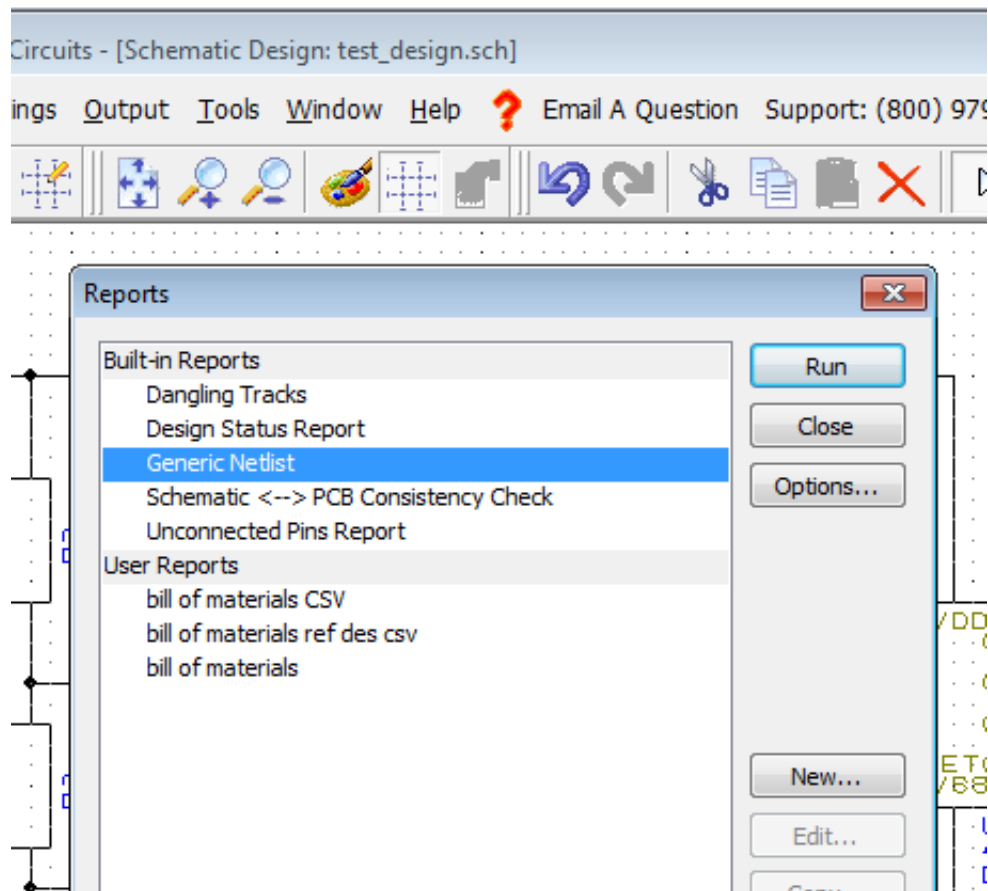 Circuits - [Schematic Design: test_design.sch]
ings Output Tools Window Help ? Email A Question Support: (800) 979
Reports
Built-in Reports
Dangling Tracks
Design Status Report
Generic Netlist
Schematic <--> PCB Consistency Check
Unconnected Pins Report
User Reports
bill of materials CSV
bill of materials ref des csv
bill of materials
Run
Close
Options...
New...
Edit...
Copy...